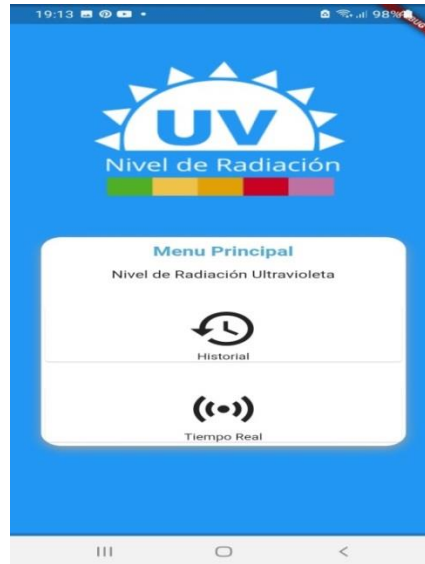 19:13
98%
UV
Nivel de Radiación
Menu Principal
Nivel de Radiación Ultravioleta
Historial
Tiempo Real